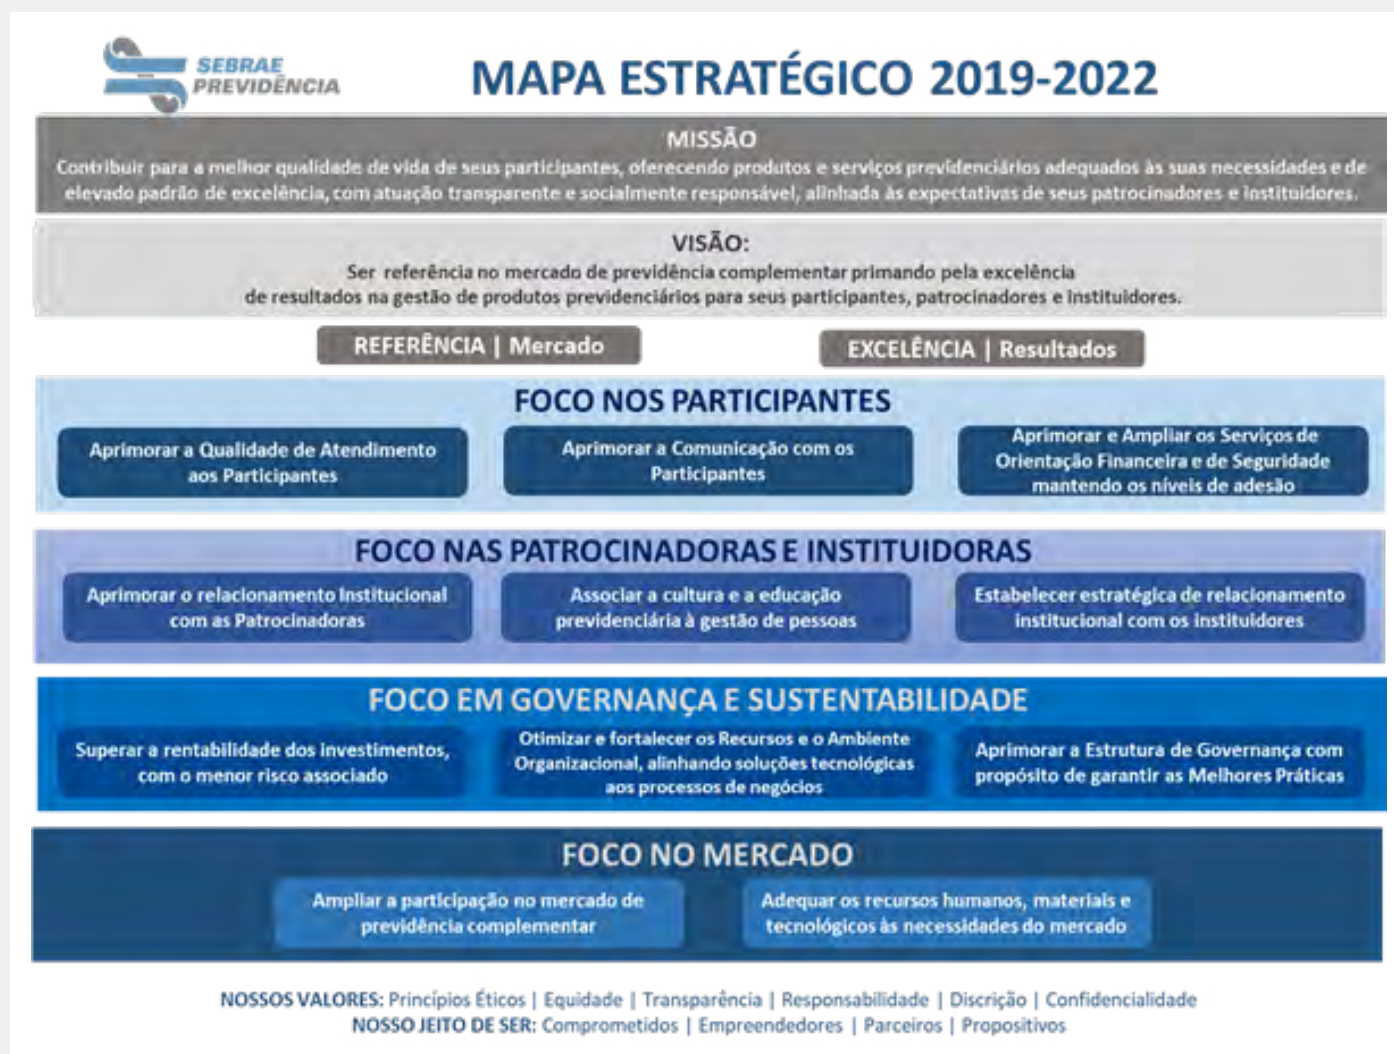 SEBRAE
PREVIDÊNCIA
MAPA ESTRATÉGICO 2019-2022
MISSÃO
Contribuir para a melhor qualidade de vida de seus participantes, oferecendo produtos e serviços previdenciários adequados às suas necessidades e de
elevado padrão de excelência, com atuação transparente e socialmente responsável, alinhada às expectativas de seus patrocinadores e instituidores.
VISÃO:
Ser referência no mercado de previdência complementar primando pela excelência
de resultados na gestão de produtos previdenciários para seus participantes, patrocinadores e instituidores.
REFERÊNCIA | Mercado
EXCELÊNCIA | Resultados
FOCO NOS PARTICIPANTES
Aprimorar a Qualidade de Atendimento
aos Participantes
Aprimorar a Comunicação com os
Participantes
Aprimorar e Ampliar os Serviços de
Orientação Financeira e de Seguridade
mantendo os níveis de adesão
FOCO NAS PATROCINADORAS E INSTITUIDORAS
Aprimorar o relacionamento Institucional
com as Patrocinadoras
Associar a cultura e a educação
previdenciária à gestão de pessoas
Estabelecer estratégica de relacionamento
institucional com os instituidores
FOCO EM GOVERNANÇA E SUSTENTABILIDADE
Superar a rentabilidade dos investimentos,
com o menor risco associado
Otimizar e fortalecer os Recursos e o Ambiente
Organizacional, alinhando soluções tecnológicas
aos processos de negócios
Aprimorar a Estrutura de Governança com
propósito de garantir as Melhores Práticas
FOCO NO MERCADO
Ampliar a participação no mercado de
previdência complementar
Adequar os recursos humanos, materiais e
tecnológicos às necessidades do mercado
NOSSOS VALORES: Princípios Éticos | Equidade | Transparência | Responsabilidade | Discrição | Confidencialidade
NOSSO JEITO DE SER: Comprometidos | Empreendedores | Parceiros | Propositivos